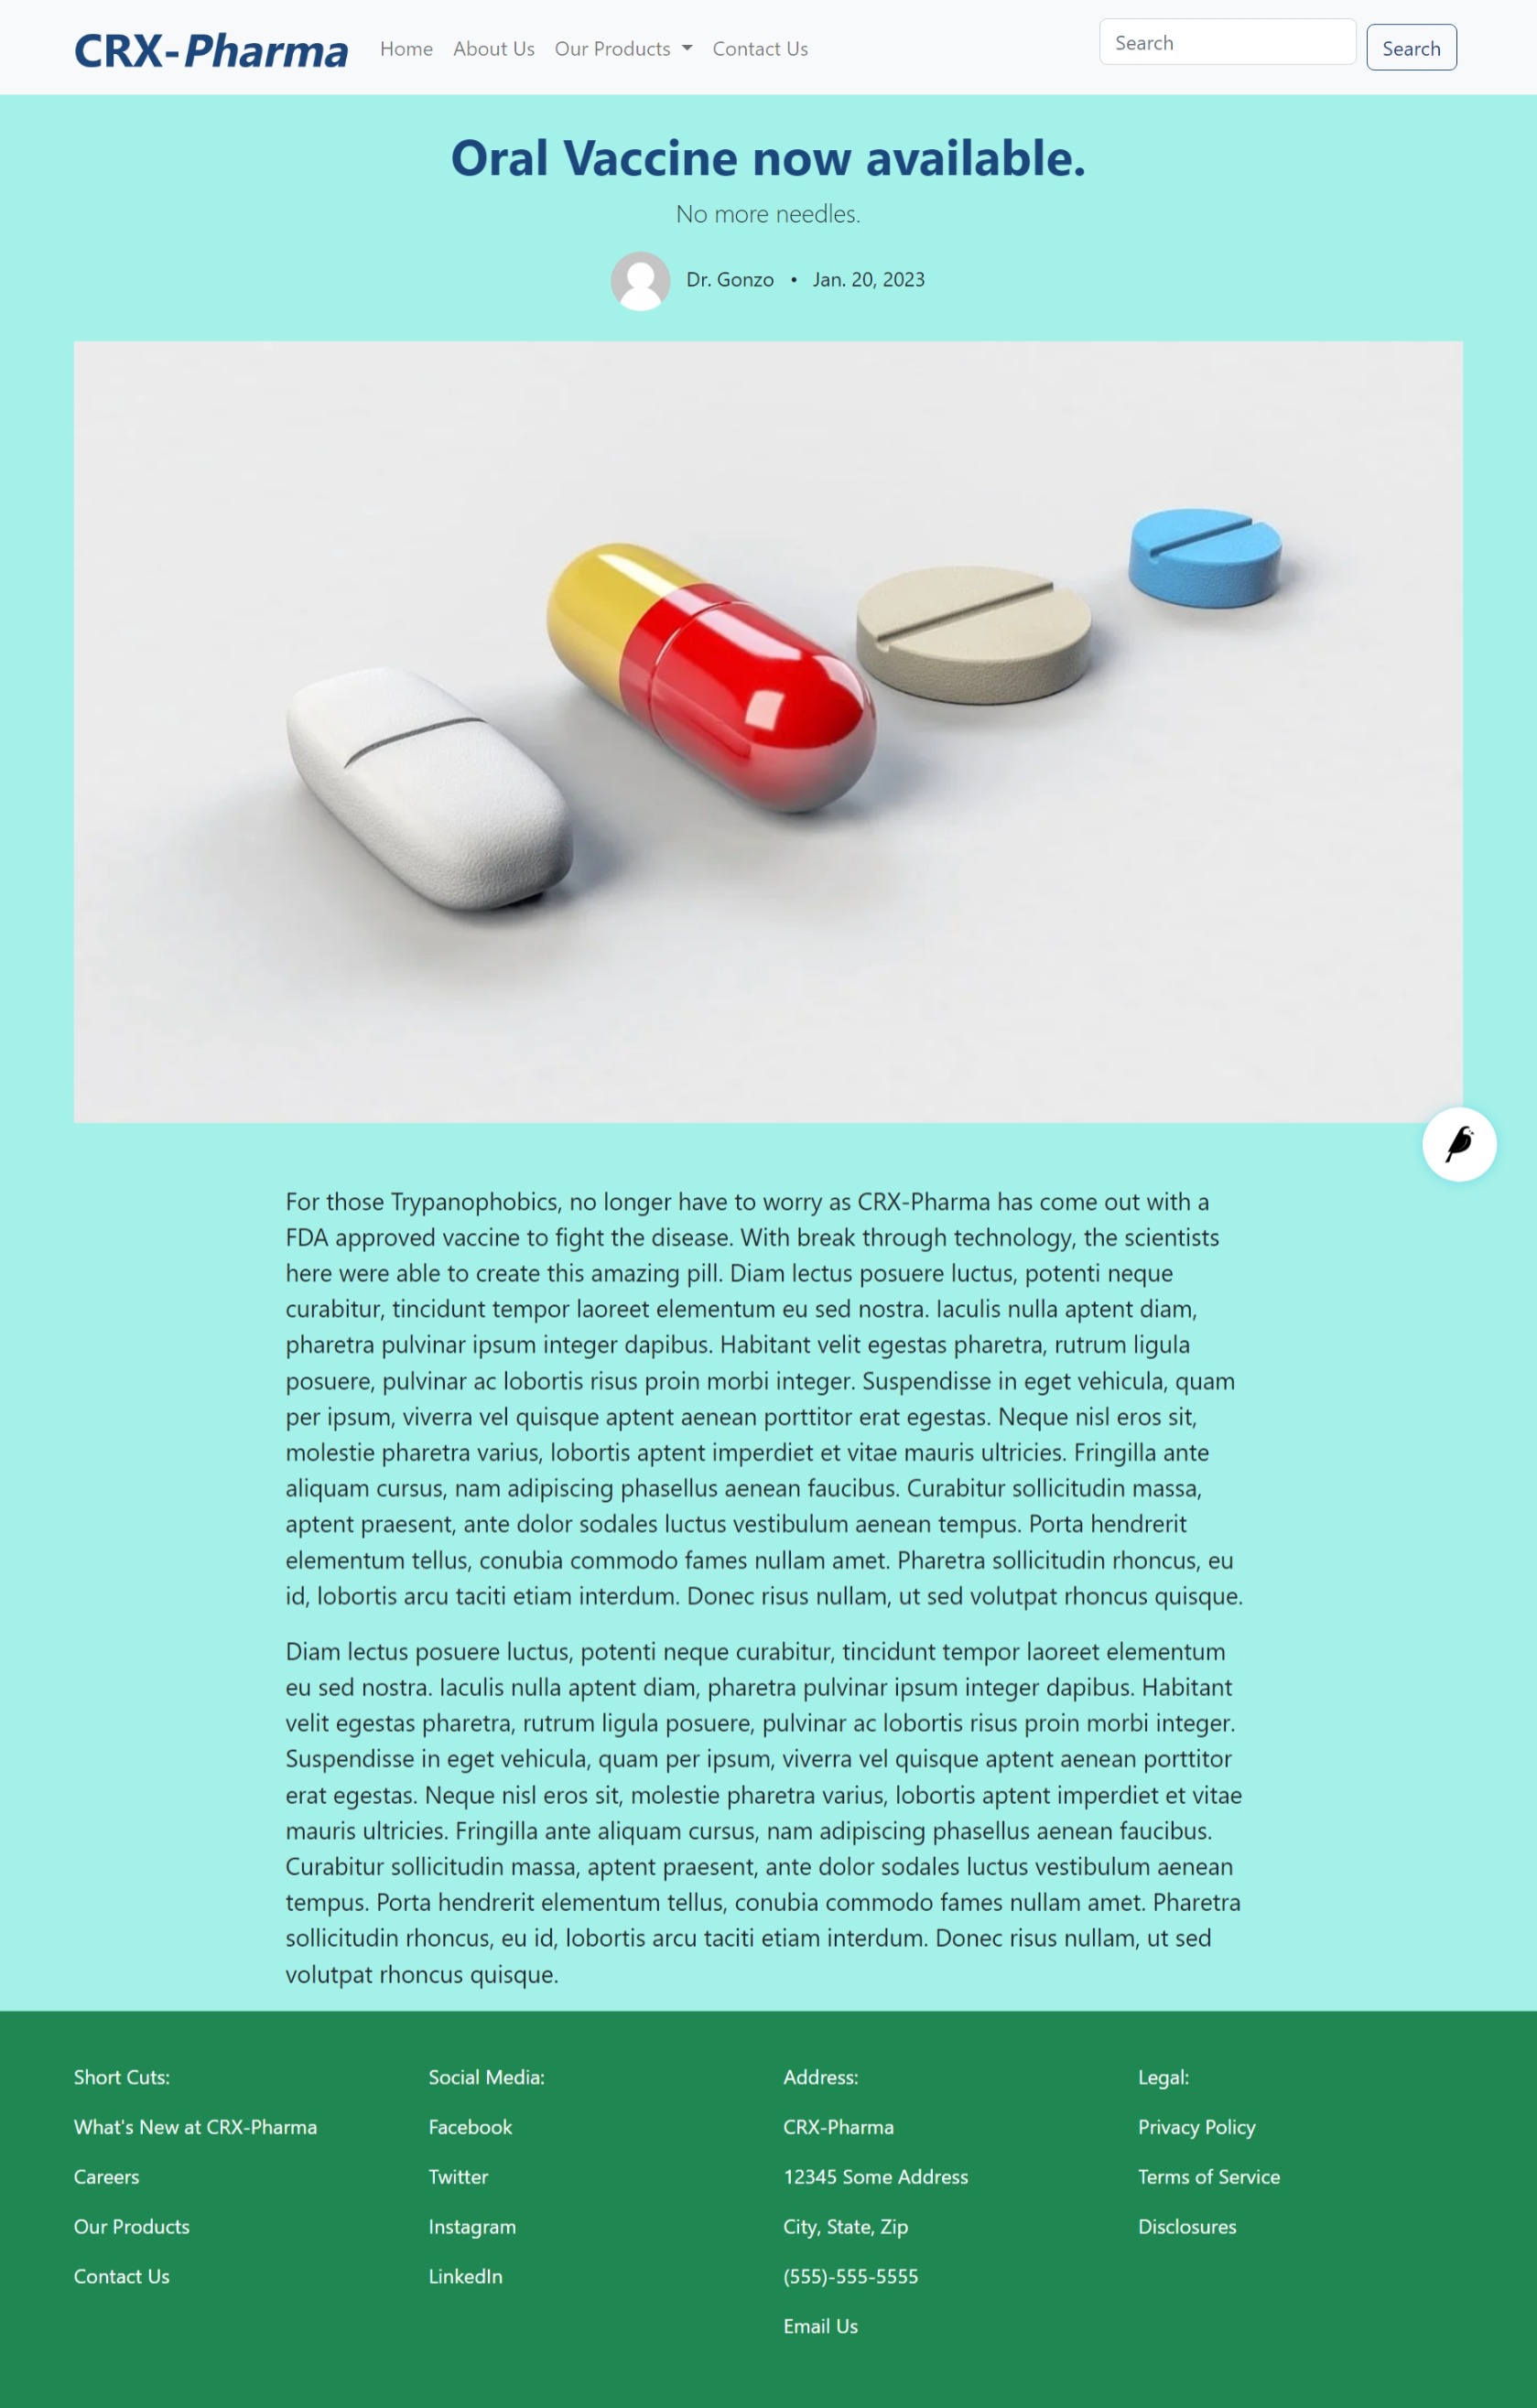 CRX-Pharma
Home
About Us
Our Products
Contact Us
Search
Search
Oral Vaccine now available.
No more needles.
Dr. Gonzo • Jan. 20, 2023
For those Trypanophobics, no longer have to worry as CRX-Pharma has come out with a
FDA approved vaccine to fight the disease. With break through technology, the scientists
here were able to create this amazing pill. Diam lectus posuere luctus, potenti neque
curabitur, tincidunt tempor laoreet elementum eu sed nostra. Iaculis nulla aptent diam,
pharetra pulvinar ipsum integer dapibus. Habitant velit egestas pharetra, rutrum ligula
posuere, pulvinar ac lobortis risus proin morbi integer. Suspendisse in eget vehicula, quam
per ipsum, viverra vel quisque aptent aenean porttitor erat egestas. Neque nisl eros sit,
molestie pharetra varius, lobortis aptent imperdiet et vitae mauris ultricies. Fringilla ante
aliquam cursus, nam adipiscing phasellus aenean faucibus. Curabitur sollicitudin massa,
aptent praesent, ante dolor sodales luctus vestibulum aenean tempus. Porta hendrerit
elementum tellus, conubia commodo fames nullam amet. Pharetra sollicitudin rhoncus, eu
id, lobortis arcu taciti etiam interdum. Donec risus nullam, ut sed volutpat rhoncus quisque.
Diam lectus posuere luctus, potenti neque curabitur, tincidunt tempor laoreet elementum
eu sed nostra. Iaculis nulla aptent diam, pharetra pulvinar ipsum integer dapibus. Habitant
velit egestas pharetra, rutrum ligula posuere, pulvinar ac lobortis risus proin morbi integer.
Suspendisse in eget vehicula, quam per ipsum, viverra vel quisque aptent aenean porttitor
erat egestas. Neque nisl eros sit, molestie pharetra varius, lobortis aptent imperdiet et vitae
mauris ultricies. Fringilla ante aliquam cursus, nam adipiscing phasellus aenean faucibus.
Curabitur sollicitudin massa, aptent praesent, ante dolor sodales luctus vestibulum aenean
tempus. Porta hendrerit elementum tellus, conubia commodo fames nullam amet. Pharetra
sollicitudin rhoncus, eu id, lobortis arcu taciti etiam interdum. Donec risus nullam, ut sed
volutpat rhoncus quisque.
Short Cuts:
What's New at CRX-Pharma
Careers
Our Products
Contact Us
Social Media:
Facebook
Twitter
Instagram
LinkedIn
Address:
CRX-Pharma
12345 Some Address
City, State, Zip
(555)-555-5555
Email Us
Legal:
Privacy Policy
Terms of Service
Disclosures